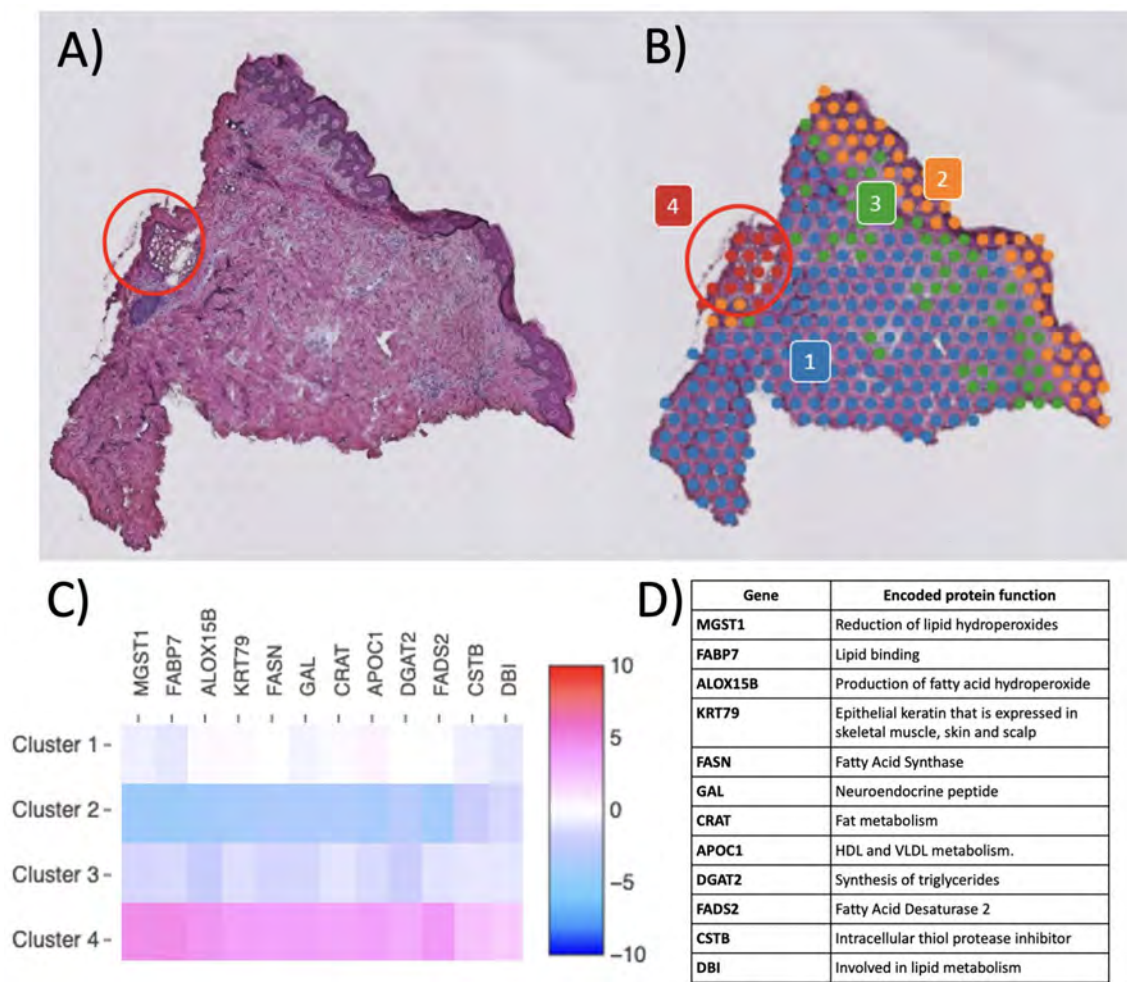 A)
B)
4
2
3
1
C)
MGST1
FABP7
ALOX15B
KRT79
FASN
GAL
CRAT
APOC1
DGAT2
FADS2
CSTB
DBI
Cluster 1
Cluster 2
Cluster 3
Cluster 4
10
5
0
−5
−10
D)
Gene Encoded protein function
MGST1 Reduction of lipid hydroperoxides
FABP7 Lipid binding
ALOX15B Production of fatty acid hydroperoxide
KRT79 Epithelial keratin that is expressed in
skeletal muscle, skin and scalp
FASN Fatty Acid Synthase
GAL Neuroendocrine peptide
CRAT Fat metabolism
APOC1 HDL and VLDL metabolism.
DGAT2 Synthesis of triglycerides
FADS2 Fatty Acid Desaturase 2
CSTB Intracellular thiol protease inhibitor
DBI Involved in lipid metabolism